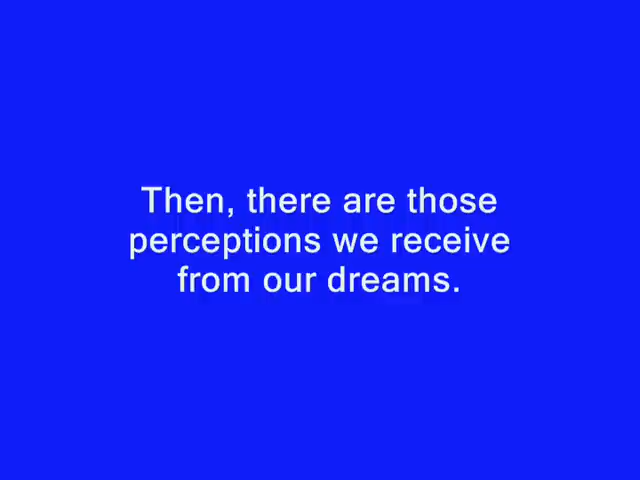 Then, there are those
perceptions we receive
from our dreams.